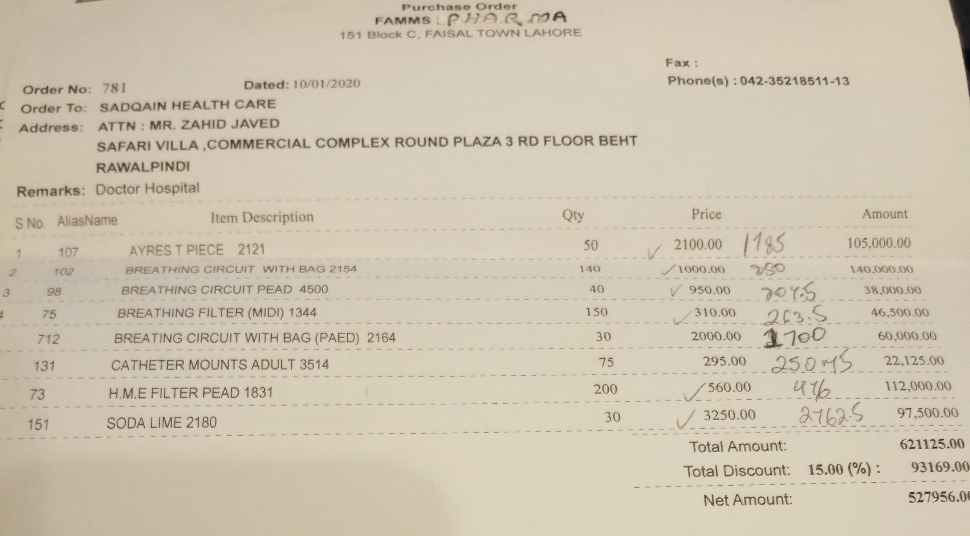 Purchase Order
FAMMS : PHARMA
151 Block C, FAISAL TOWN LAHORE
Fax :
Order No: 781 Dated: 10/01/2020 Phone(s) : 042-35218511-13
Order To: SADQAIN HEALTH CARE
Address: ATTN : MR. ZAHID JAVED
SAFARI VILLA ,COMMERCIAL COMPLEX ROUND PLAZA 3 RD FLOOR BEHT
RAWALPINDI
Remarks: Doctor Hospital
S No. AliasName Item Description Qty Price Amount
1 107 AYRES T PIECE 2121 50 ✓ 2100.00 1785 105,000.00
2 102 BREATHING CIRCUIT WITH BAG 2154 140 ✓ 1000.00 850 140,000.00
3 98 BREATHING CIRCUIT PEAD 4500 40 ✓ 950.00 807.5 38,000.00
4 75 BREATHING FILTER (MIDI) 1344 150 ✓ 310.00 263.5 46,500.00
712 BREATING CIRCUIT WITH BAG (PAED) 2164 30 2000.00 1700 60,000.00
131 CATHETER MOUNTS ADULT 3514 75 295.00 22,125.00
73 H.M.E FILTER PEAD 1831 200 ✓ 560.00 476 112,000.00
151 SODA LIME 2180 30 ✓ 3250.00 2762.5 97,500.00
Total Amount: 621125.00
Total Discount: 15.00 (%) : 93169.00
Net Amount: 527956.00